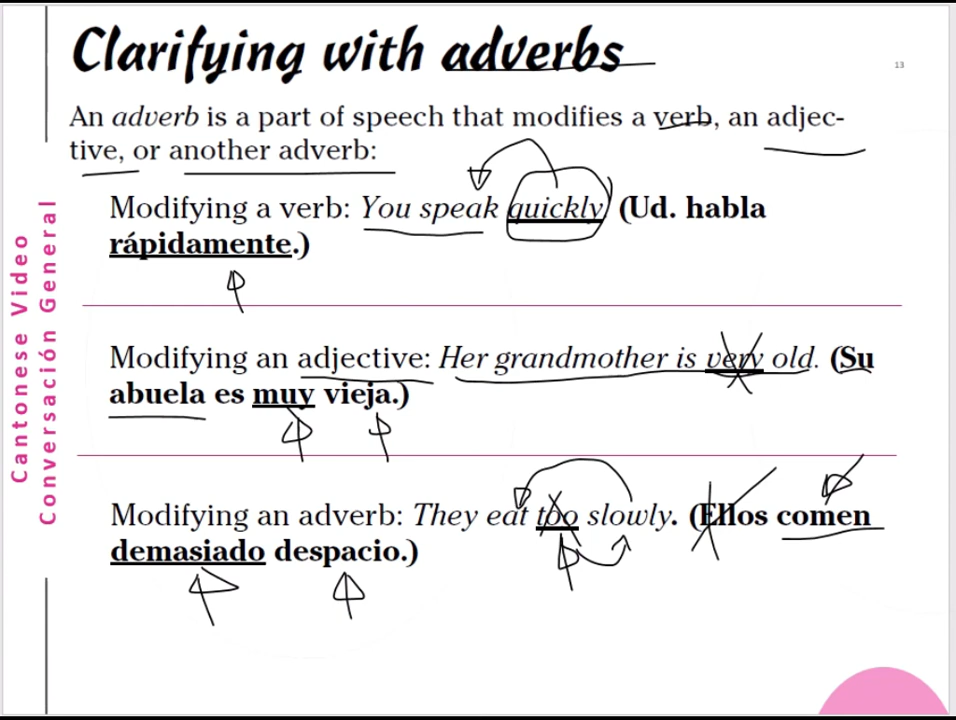 Clarifying with adverbs
13
An adverb is a part of speech that modifies a verb, an adjec-
tive, or another adverb:
Modifying a verb: You speak quickly (Ud. habla
rápidamente.)
Modifying an adjective: Her grandmother is very old. (Su
abuela es muy vieja.)
Modifying an adverb: They eat too slowly. (Ellos comen
demasiado despacio.)
Cantonese Video
Conversación General